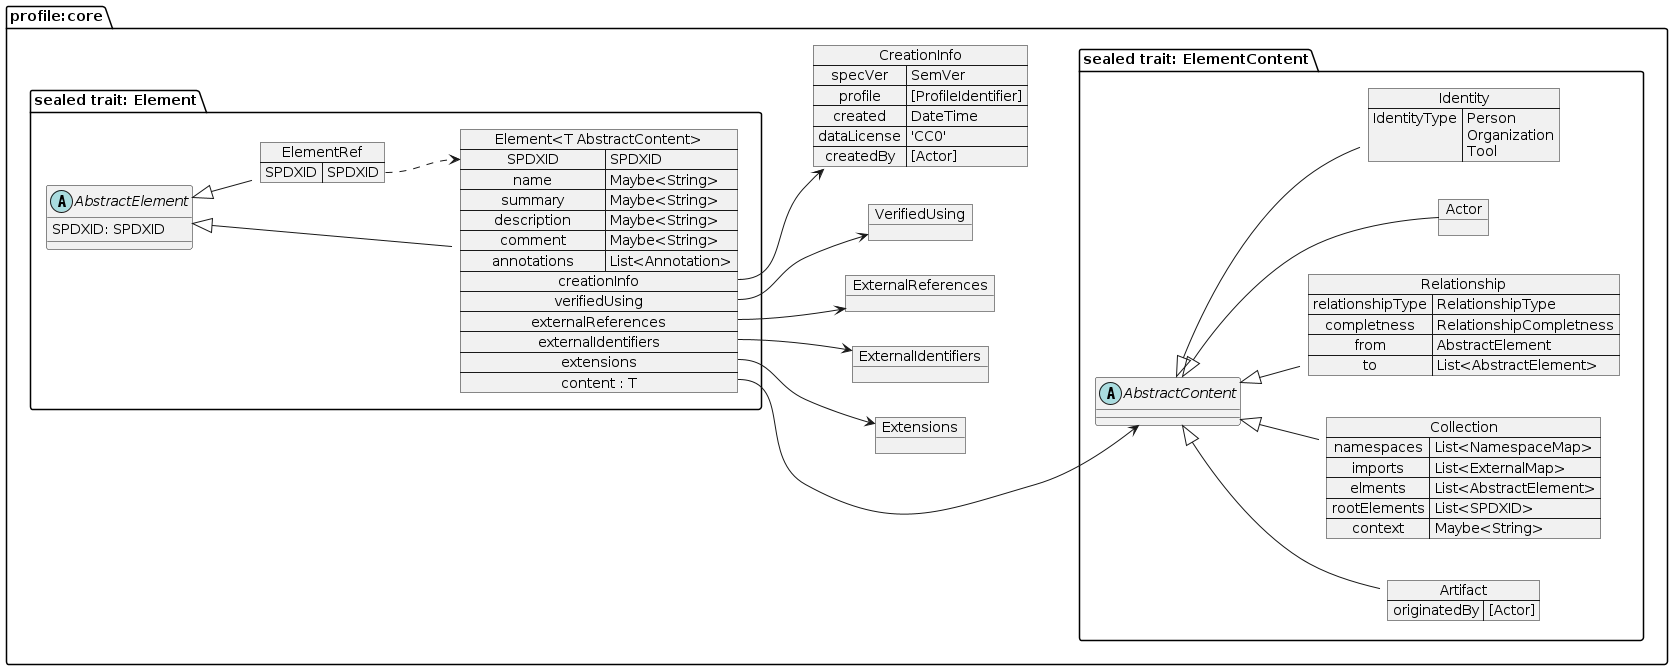 profile:core
sealed trait: Element
AbstractElement
SPDXID: SPDXID
ElementRef
SPDXID SPDXID
Element<T AbstractContent>
SPDXID SPDXID
name Maybe<String>
summary Maybe<String>
description Maybe<String>
comment Maybe<String>
annotations List<Annotation>
creationInfo
verifiedUsing
externalReferences
externalIdentifiers
extensions
content : T
CreationInfo
specVer SemVer
profile [ProfileIdentifier]
created DateTime
dataLicense 'CC0'
createdBy [Actor]
VerifiedUsing
ExternalReferences
ExternalIdentifiers
Extensions
sealed trait: ElementContent
AbstractContent
Identity
IdentityType Person
Organization
Tool
Actor
Relationship
relationshipType RelationshipType
completness RelationshipCompletness
from AbstractElement
to List<AbstractElement>
Collection
namespaces List<NamespaceMap>
imports List<ExternalMap>
elments List<AbstractElement>
rootElements List<SPDXID>
context Maybe<String>
Artifact
originatedBy [Actor]